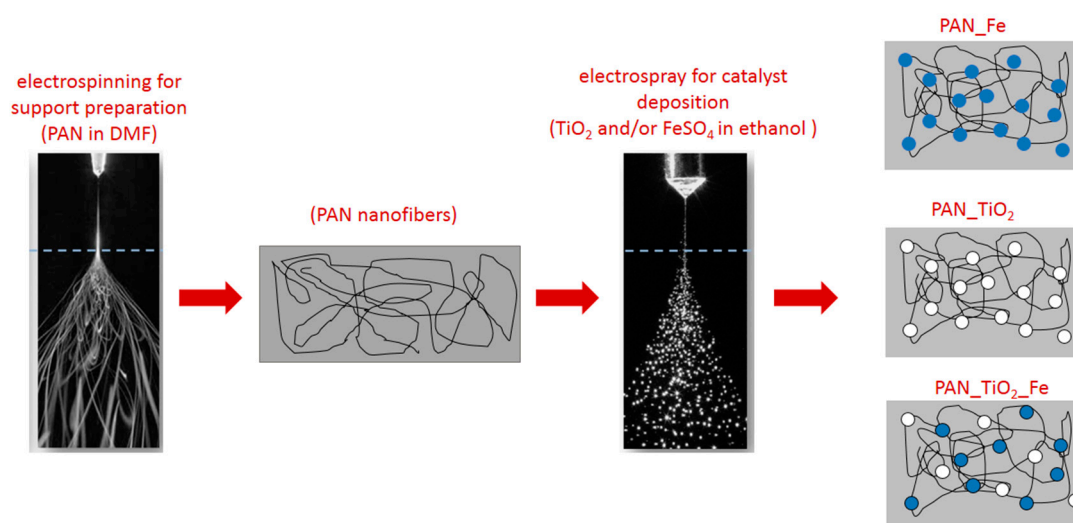 electrospinning for
support preparation
(PAN in DMF)
(PAN nanofibers)
electrospray for catalyst
deposition
(TiO₂ and/or FeSO₄ in ethanol )
PAN_Fe
PAN_TiO₂
PAN_TiO₂_Fe